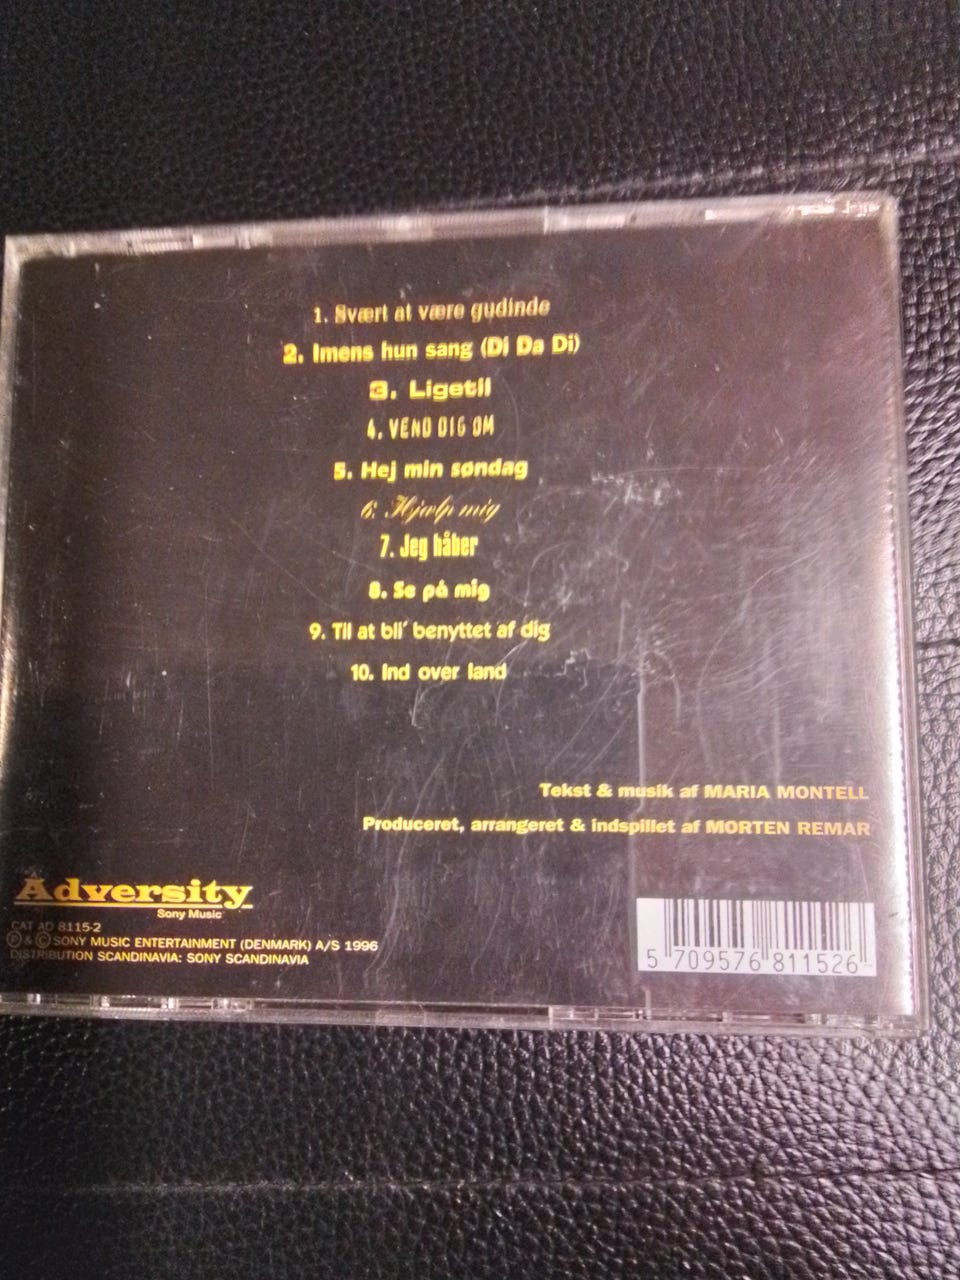 1. Svært at være gudinde
2. Imens hun sang (Di Da Di)
3. Ligetil
4. VEND DIG OM
5. Hej min søndag
6. Hjælp mig
7. Jeg håber
8. Se på mig
9. Til at bli' benyttet af dig
10. Ind over land
Tekst & musik af MARIA MONTELL
Produceret, arrangeret & indspillet af MORTEN REMAR
Adversity
Sony Music
CAT AD 8115-2
Ⓟ & © SONY MUSIC ENTERTAINMENT (DENMARK) A/S 1996
DISTRIBUTION SCANDINAVIA: SONY SCANDINAVIA
5 709576 811526